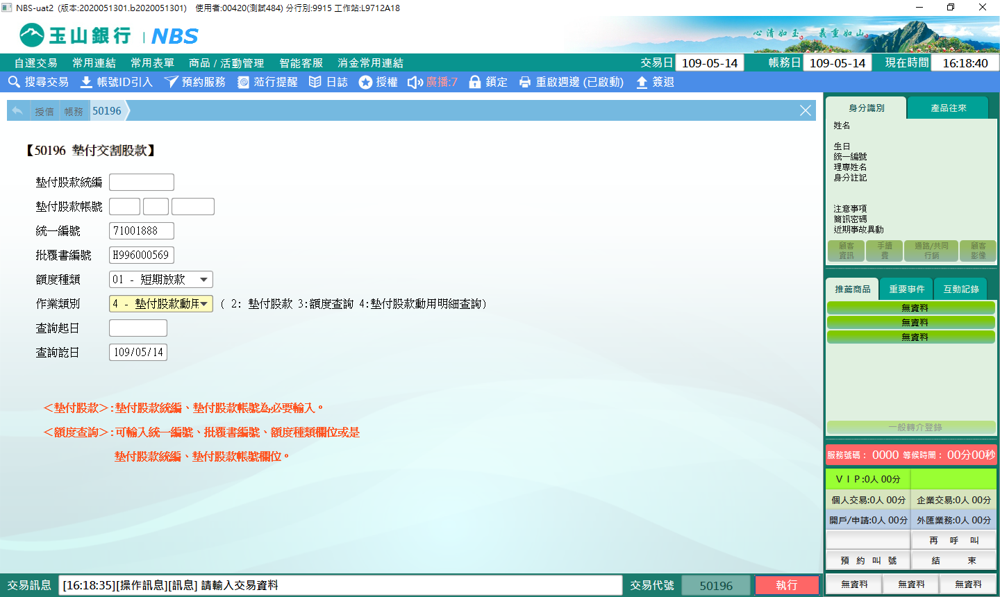 NBS-uat2 (版本:2020051301.b2020051301) 使用者:00420(測試484) 分行別:9915 工作站:L9712A18
玉山銀行 | NBS
心清如玉 義重如山
自選交易 常用連結 常用表單 商品 / 活動管理 智能客服 消金常用連結 交易日 109-05-14 帳務日 109-05-14 現在時間 16:18:40
搜尋交易 帳號ID引入 預約服務 蒞行提醒 日誌 授權 廣播:7 鎖定 重啟週邊 (已啟動) 簽退
授信 帳務 50196
【50196 墊付交割股款】
墊付股款統編
墊付股款帳號
統一編號 71001888
批覆書編號 H996000569
額度種類 01 - 短期放款
作業類別 4 - 墊付股款動用 ( 2: 墊付股款 3:額度查詢 4:墊付股款動用明細查詢)
查詢起日
查詢訖日 109/05/14
＜墊付股款＞:墊付股款統編、墊付股款帳號為必要輸入。
＜額度查詢＞:可輸入統一編號、批覆書編號、額度種類欄位或是
墊付股款統編、墊付股款帳號欄位。
身分識別 產品往來
姓名
生日
統一編號
理專姓名
身分註記
注意事項
簡訊密碼
近期事故異動
顧客資訊 手續費 通路/共同行銷 顧客影像
推薦商品 重要事件 互動記錄
無資料
無資料
無資料
一般轉介登錄
服務號碼： 0000 等候時間： 00分00秒
ＶＩＰ:0人 00分
個人交易:0人 00分 企業交易:0人 00分
開戶/申請:0人 00分 外匯業務:0人 00分
再 呼 叫
預 約 叫 號 結 束
無資料 無資料 無資料
交易訊息 [16:18:35][操作訊息][訊息] 請輸入交易資料 交易代號 50196 執行